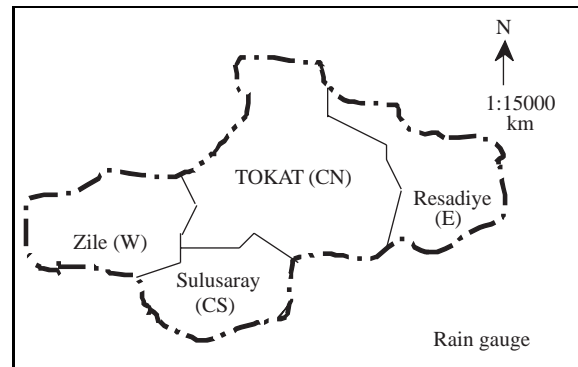 N
1:15000
km
TOKAT (CN)
Resadiye
(E)
Zile (W)
Sulusaray
(CS)
Rain gauge